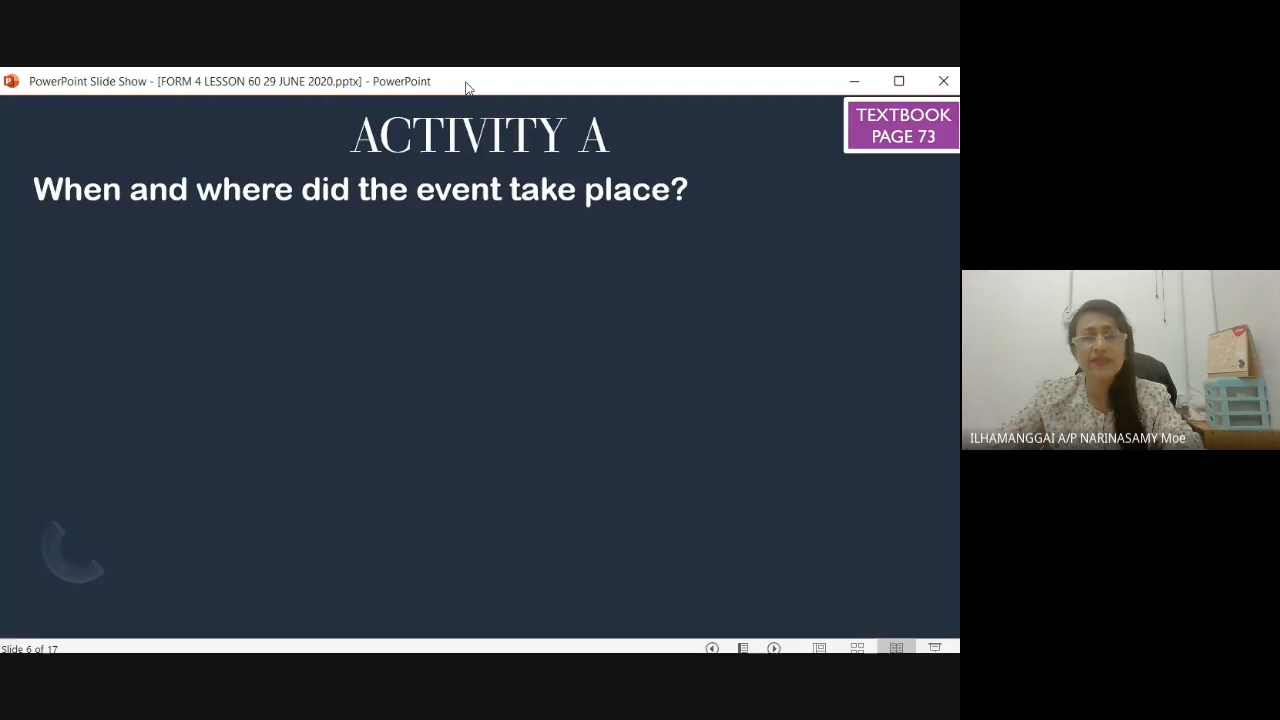 PowerPoint Slide Show - [FORM 4 LESSON 60 29 JUNE 2020.pptx] - PowerPoint
ACTIVITY A
TEXTBOOK
PAGE 73
When and where did the event take place?
ILHAMANGGAI A/P NARINASAMY Moe
Slide 6 of 17